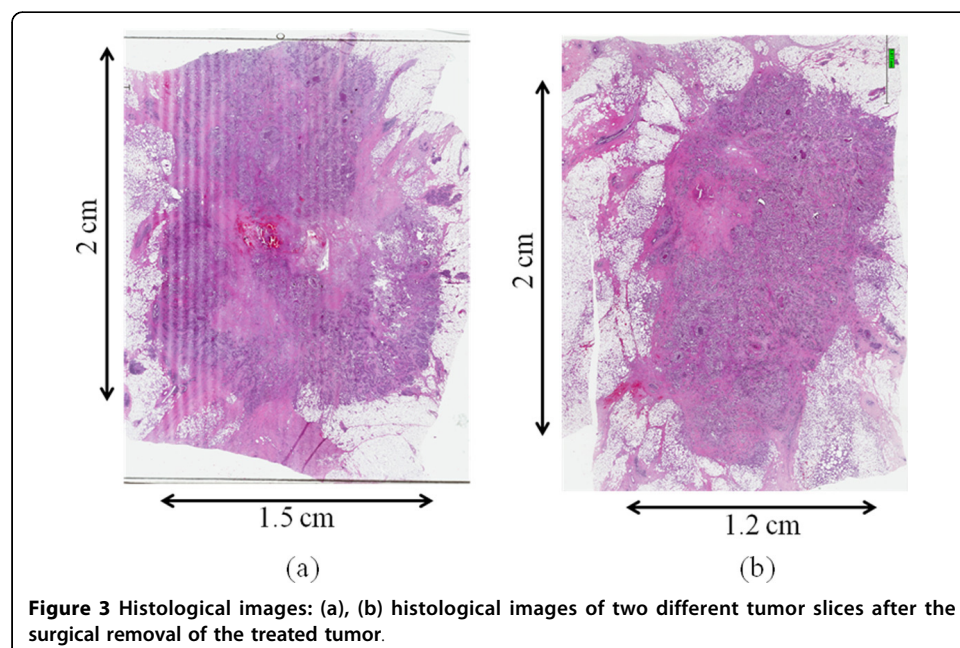 2 cm
1.5 cm
(a)
2 cm
1.2 cm
(b)
Figure 3 Histological images: (a), (b) histological images of two different tumor slices after the
surgical removal of the treated tumor.